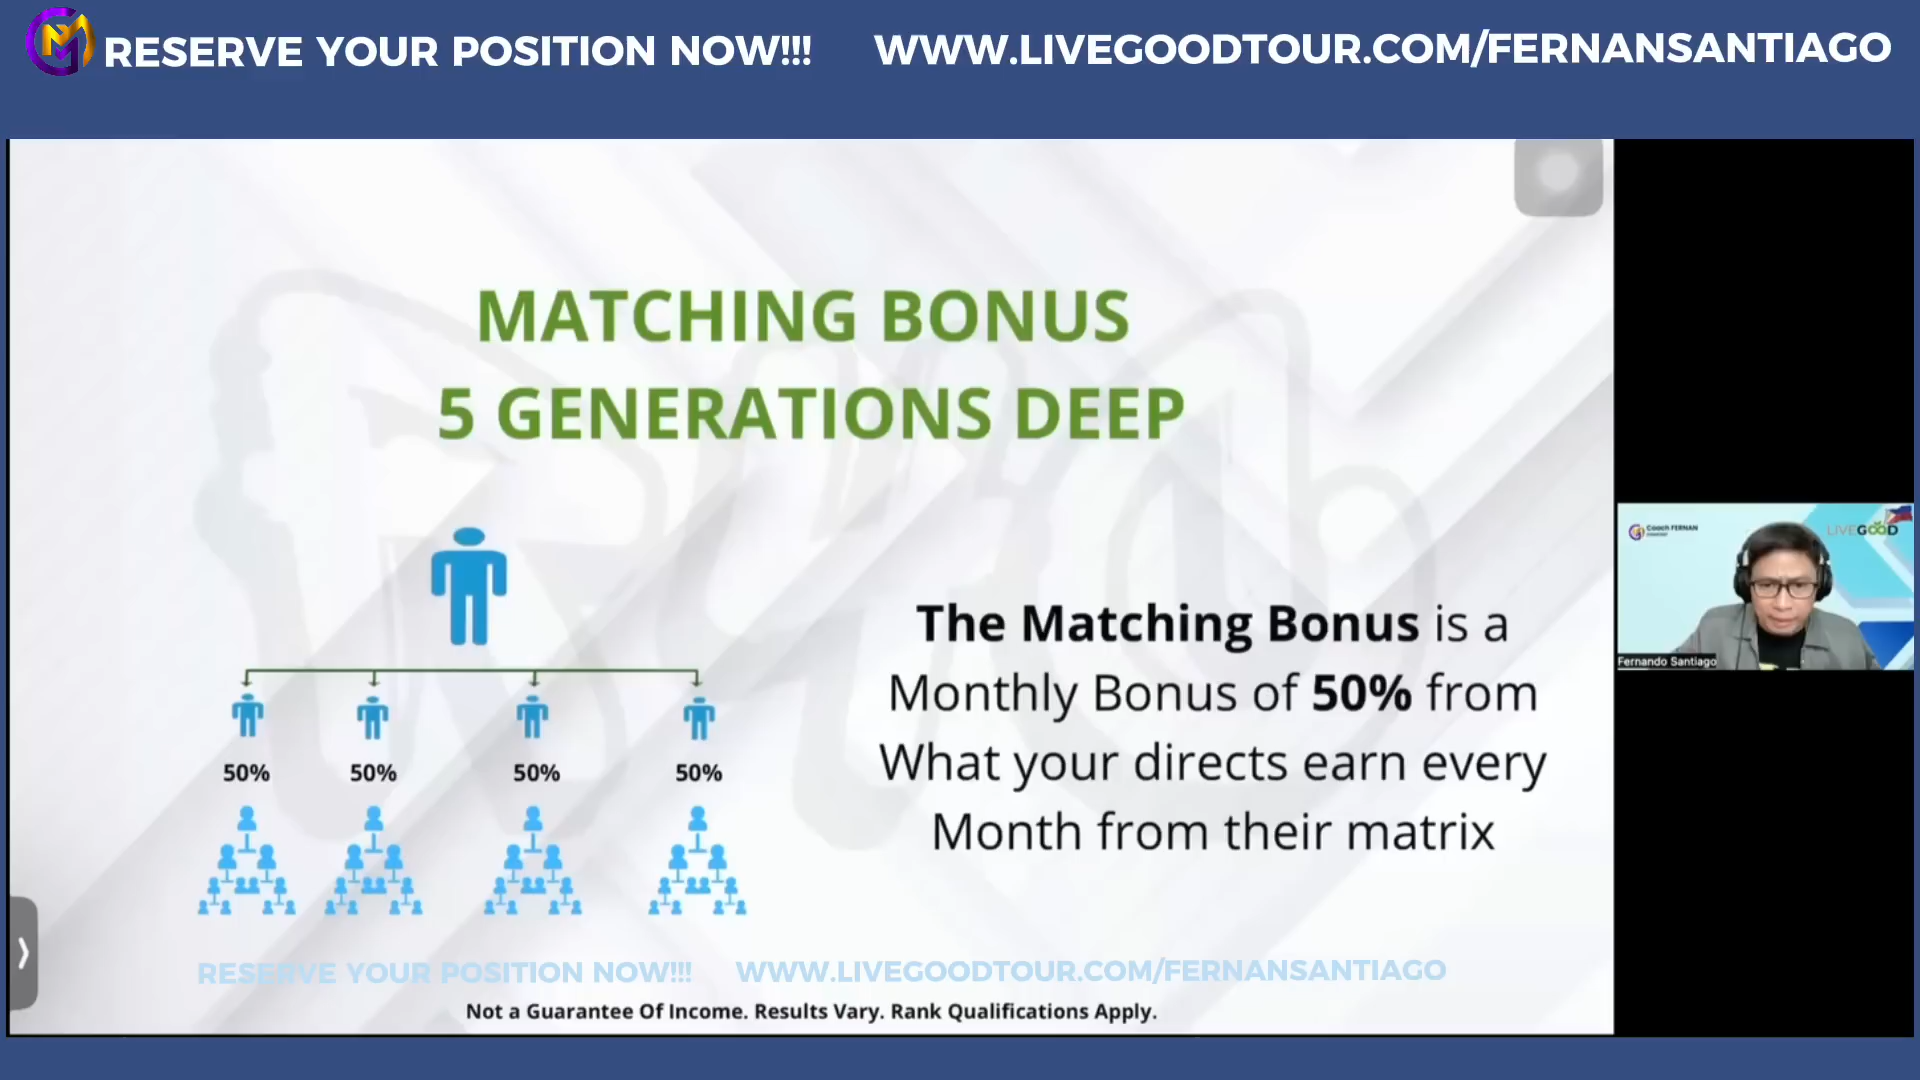 RESERVE YOUR POSITION NOW!!! WWW.LIVEGOODTOUR.COM/FERNANSANTIAGO
MATCHING BONUS
5 GENERATIONS DEEP
The Matching Bonus is a
Monthly Bonus of 50% from
What your directs earn every
Month from their matrix
50% 50% 50% 50%
RESERVE YOUR POSITION NOW!!! WWW.LIVEGOODTOUR.COM/FERNANSANTIAGO
Not a Guarantee Of Income. Results Vary. Rank Qualifications Apply.
Coach FERNAN
LIVEGOOD
Fernando Santiago